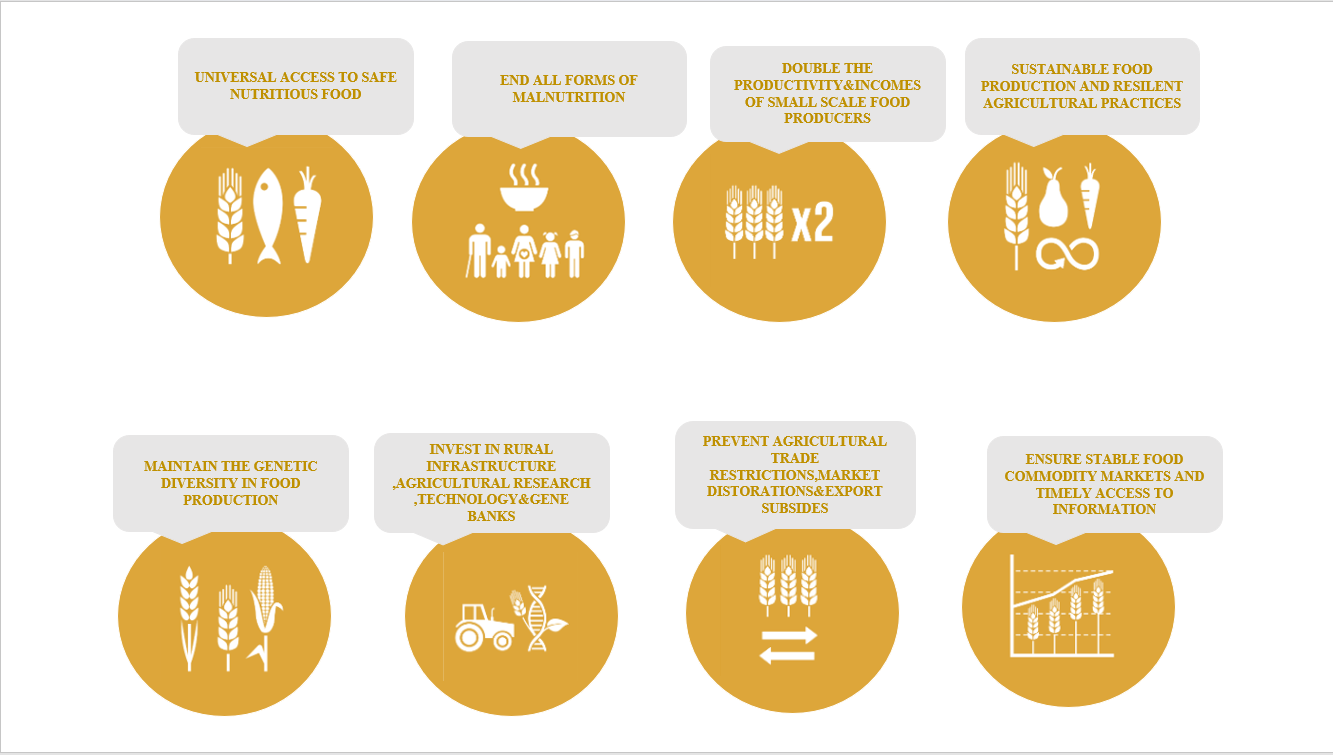 UNIVERSAL ACCESS TO SAFE
NUTRITIOUS FOOD
END ALL FORMS OF
MALNUTRITION
DOUBLE THE
PRODUCTIVITY&INCOMES
OF SMALL SCALE FOOD
PRODUCERS
SUSTAINABLE FOOD
PRODUCTION AND RESILENT
AGRICULTURAL PRACTICES
x2
MAINTAIN THE GENETIC
DIVERSITY IN FOOD
PRODUCTION
INVEST IN RURAL
INFRASTRUCTURE
,AGRICULTURAL RESEARCH
,TECHNOLOGY&GENE
BANKS
PREVENT AGRICULTURAL
TRADE
RESTRICTIONS,MARKET
DISTORATIONS&EXPORT
SUBSIDES
ENSURE STABLE FOOD
COMMODITY MARKETS AND
TIMELY ACCESS TO
INFORMATION